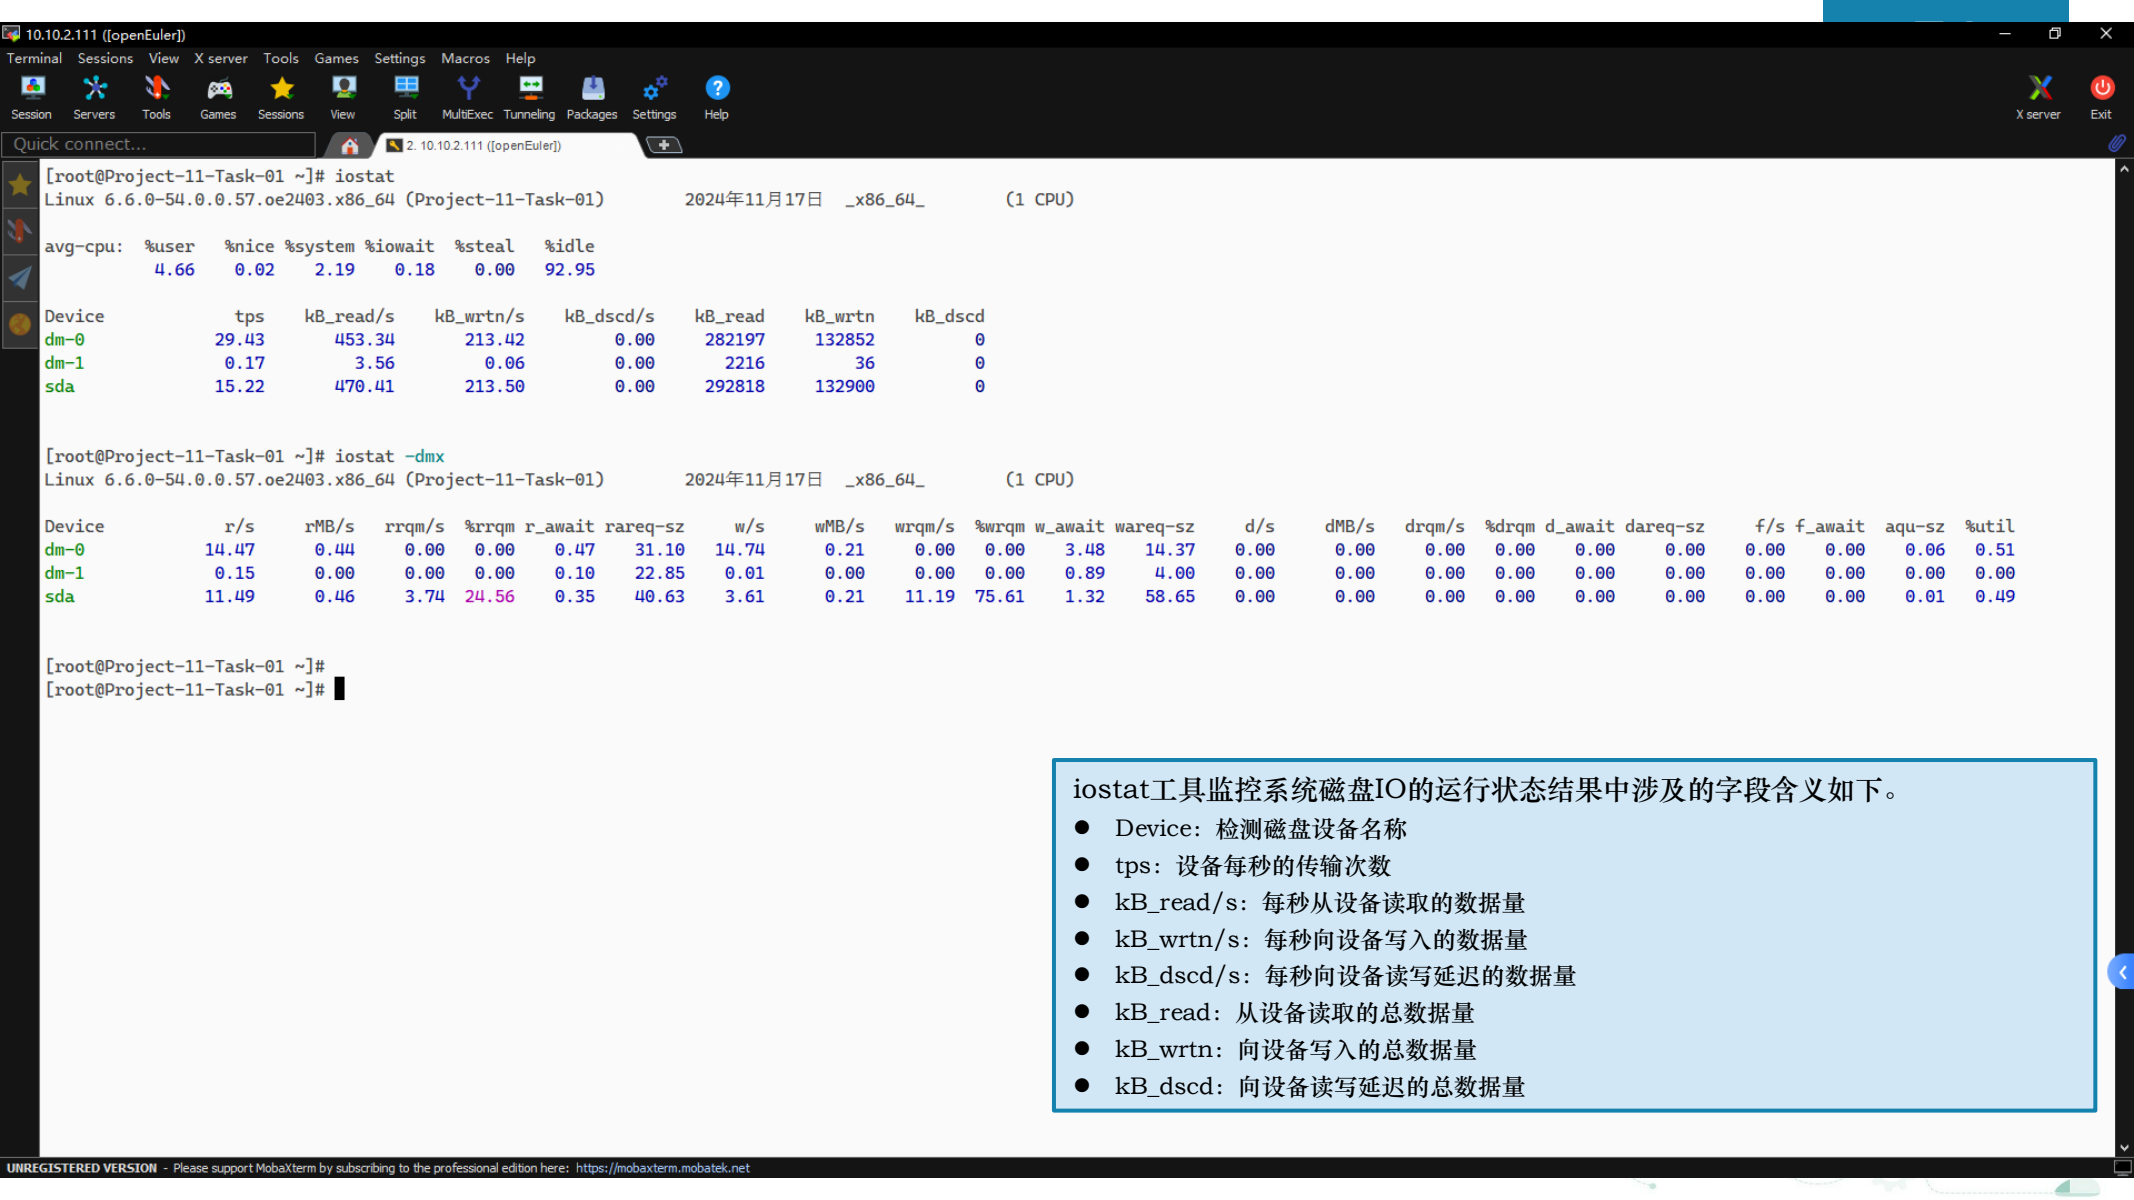 10.10.2.111 ([openEuler])
Terminal Sessions View X server Tools Games Settings Macros Help
Session Servers Tools Games Sessions View Split MultiExec Tunneling Packages Settings Help X server Exit
Quick connect... 2. 10.10.2.111 ([openEuler])
[root@Project-11-Task-01 ~]# iostat
Linux 6.6.0-54.0.0.57.oe2403.x86_64 (Project-11-Task-01) 2024年11月17日 _x86_64_ (1 CPU)
avg-cpu: %user %nice %system %iowait %steal %idle
4.66 0.02 2.19 0.18 0.00 92.95
Device tps kB_read/s kB_wrtn/s kB_dscd/s kB_read kB_wrtn kB_dscd
dm-0 29.43 453.34 213.42 0.00 282197 132852 0
dm-1 0.17 3.56 0.06 0.00 2216 36 0
sda 15.22 470.41 213.50 0.00 292818 132900 0
[root@Project-11-Task-01 ~]# iostat -dmx
Linux 6.6.0-54.0.0.57.oe2403.x86_64 (Project-11-Task-01) 2024年11月17日 _x86_64_ (1 CPU)
Device r/s rMB/s rrqm/s %rrqm r_await rareq-sz w/s wMB/s wrqm/s %wrqm w_await wareq-sz d/s dMB/s drqm/s %drqm d_await dareq-sz f/s f_await aqu-sz %util
dm-0 14.47 0.44 0.00 0.00 0.47 31.10 14.74 0.21 0.00 0.00 3.48 14.37 0.00 0.00 0.00 0.00 0.00 0.00 0.00 0.00 0.06 0.51
dm-1 0.15 0.00 0.00 0.00 0.10 22.85 0.01 0.00 0.00 0.00 0.89 4.00 0.00 0.00 0.00 0.00 0.00 0.00 0.00 0.00 0.00 0.00
sda 11.49 0.46 3.74 24.56 0.35 40.63 3.61 0.21 11.19 75.61 1.32 58.65 0.00 0.00 0.00 0.00 0.00 0.00 0.00 0.00 0.01 0.49
[root@Project-11-Task-01 ~]#
[root@Project-11-Task-01 ~]#
iostat工具监控系统磁盘IO的运行状态结果中涉及的字段含义如下。
● Device：检测磁盘设备名称
● tps：设备每秒的传输次数
● kB_read/s：每秒从设备读取的数据量
● kB_wrtn/s：每秒向设备写入的数据量
● kB_dscd/s：每秒向设备读写延迟的数据量
● kB_read：从设备读取的总数据量
● kB_wrtn：向设备写入的总数据量
● kB_dscd：向设备读写延迟的总数据量
UNREGISTERED VERSION - Please support MobaXterm by subscribing to the professional edition here: https://mobaxterm.mobatek.net